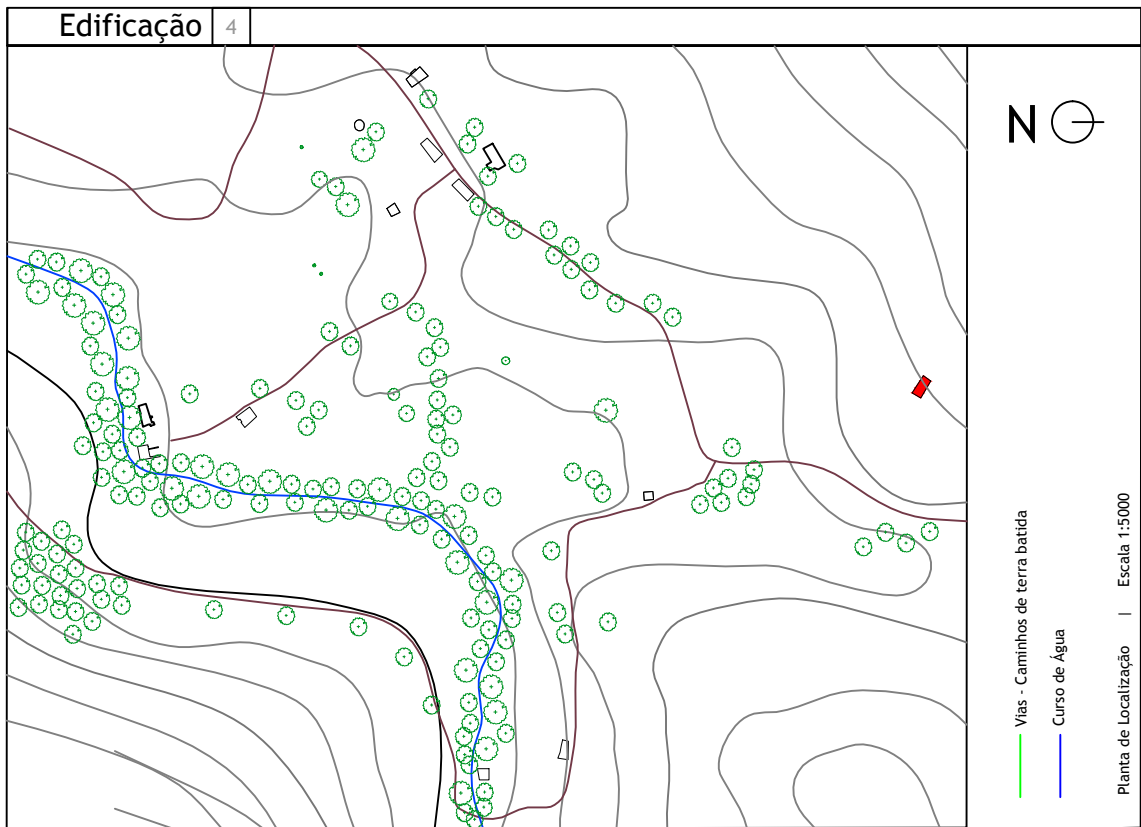 Edificação 4
N
Vias - Caminhos de terra batida
Curso de Água
Planta de Localização | Escala 1:5000